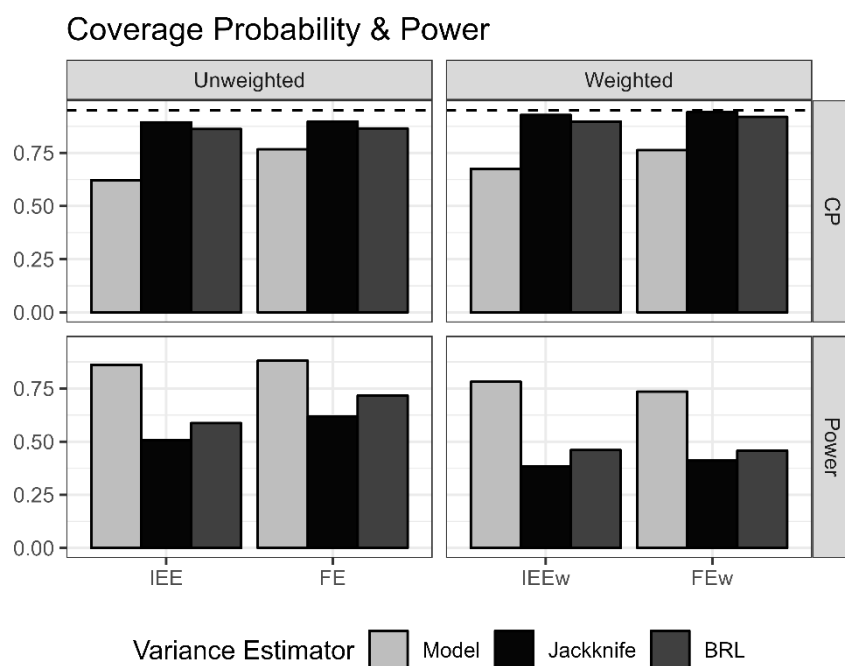 Coverage Probability & Power
Unweighted Weighted
0.75
0.50
0.25
0.00
CP
0.75
0.50
0.25
0.00
Power
IEE FE IEEw FEw
Variance Estimator Model Jackknife BRL